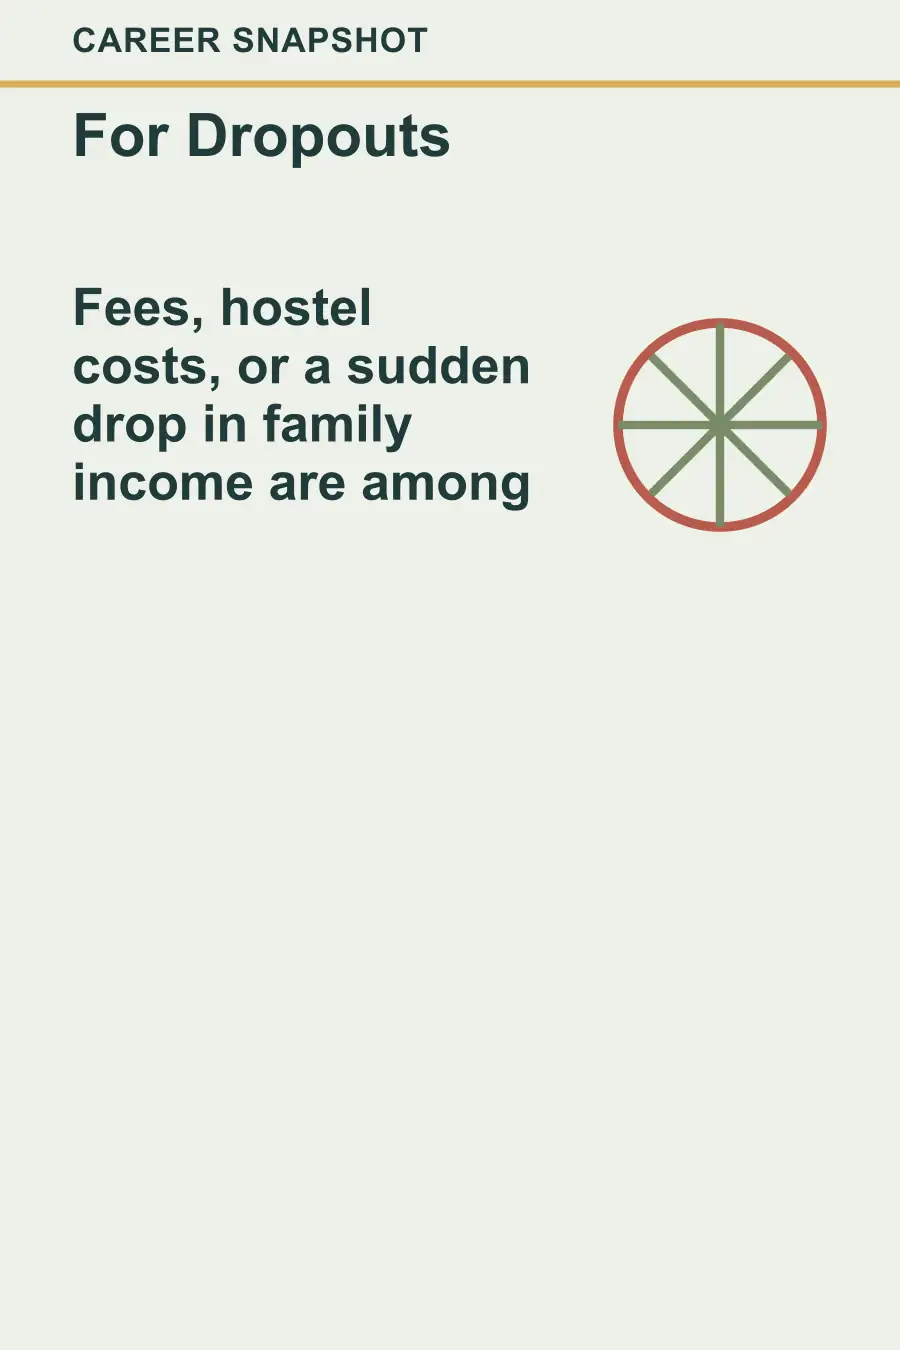 CAREER SNAPSHOT
For Dropouts
Fees, hostel
costs, or a sudden
drop in family
income are among